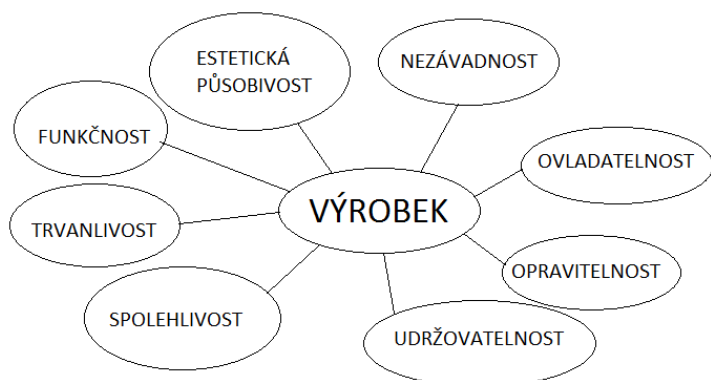 ESTETICKÁ
PŮSOBIVOST
NEZÁVADNOST
FUNKČNOST
OVLADATELNOST
VÝROBEK
TRVANLIVOST
OPRAVITELNOST
SPOLEHLIVOST
UDRŽOVATELNOST